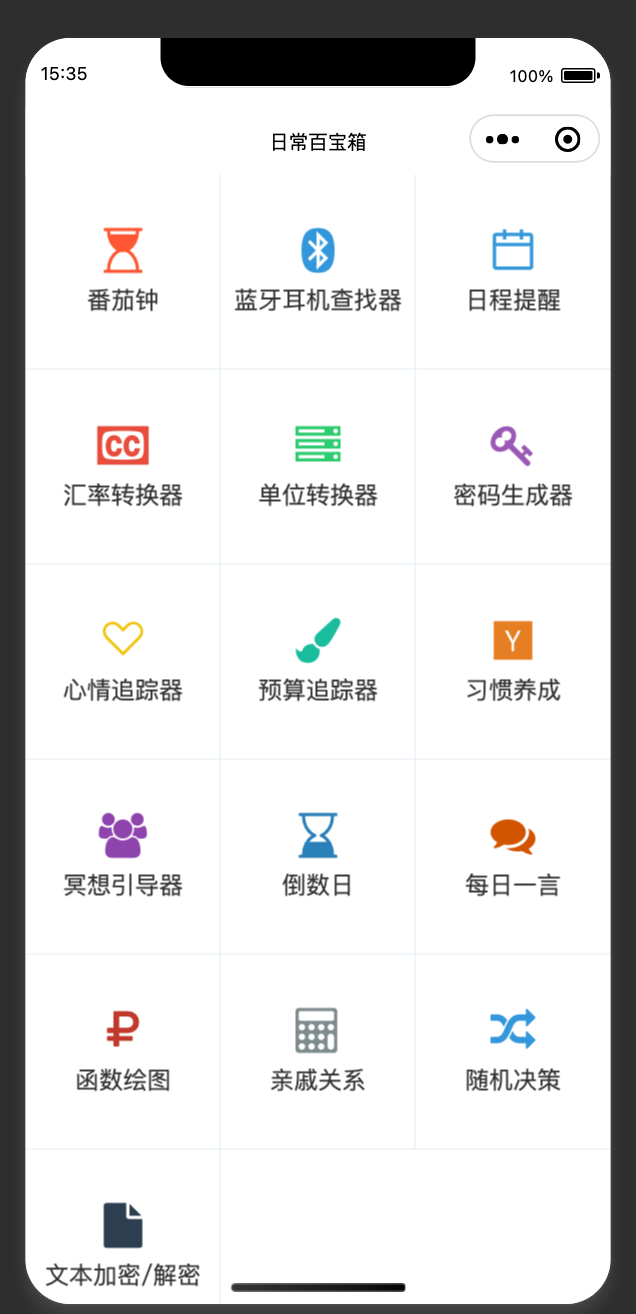 15:35
100%
日常百宝箱
番茄钟
蓝牙耳机查找器
日程提醒
CC
汇率转换器
单位转换器
密码生成器
心情追踪器
预算追踪器
Y
习惯养成
冥想引导器
倒数日
每日一言
函数绘图
亲戚关系
随机决策
文本加密/解密